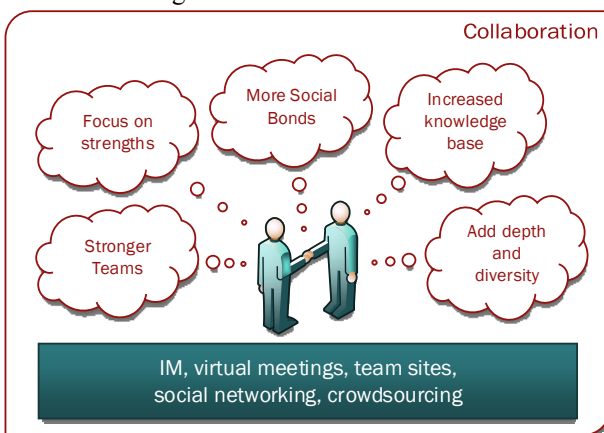 Collaboration
Focus on
strengths
More Social
Bonds
Increased
knowledge
base
Stronger
Teams
Add depth
and
diversity
IM, virtual meetings, team sites,
social networking, crowdsourcing